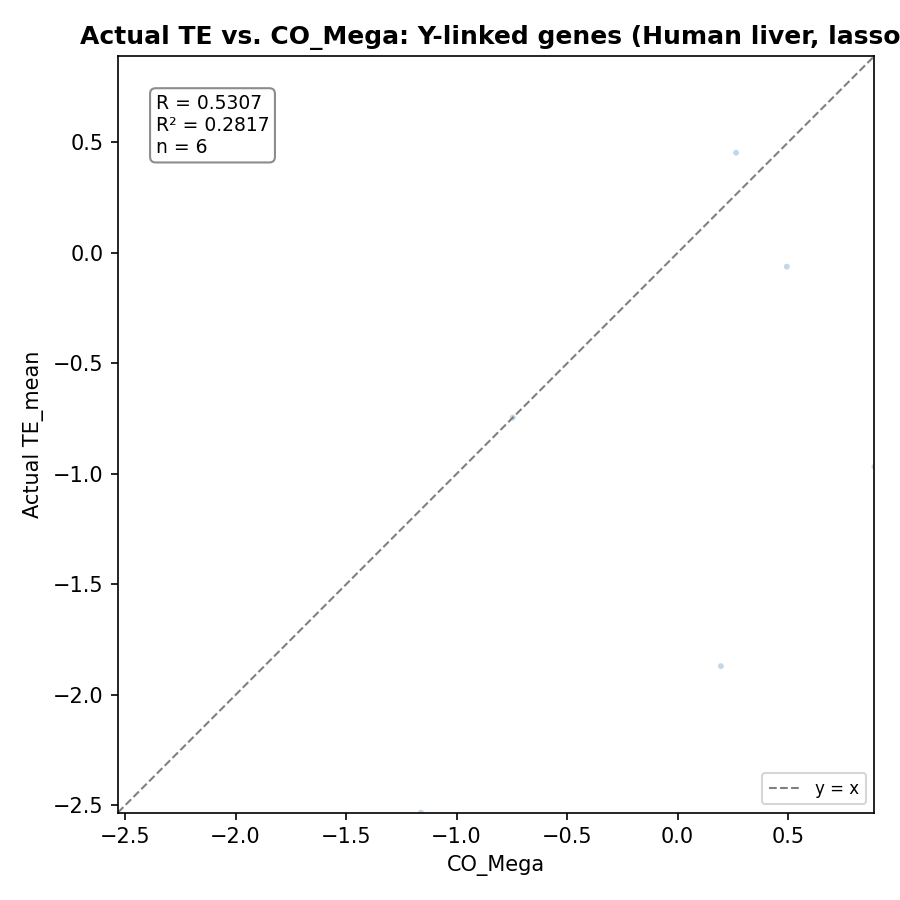 Actual TE vs. CO_Mega: Y-linked genes (Human liver, lasso
R = 0.5307
R² = 0.2817
n = 6
0.5
0.0
−0.5
−1.0
−1.5
−2.0
−2.5
Actual TE_mean
y = x
−2.5 −2.0 −1.5 −1.0 −0.5 0.0 0.5
CO_Mega